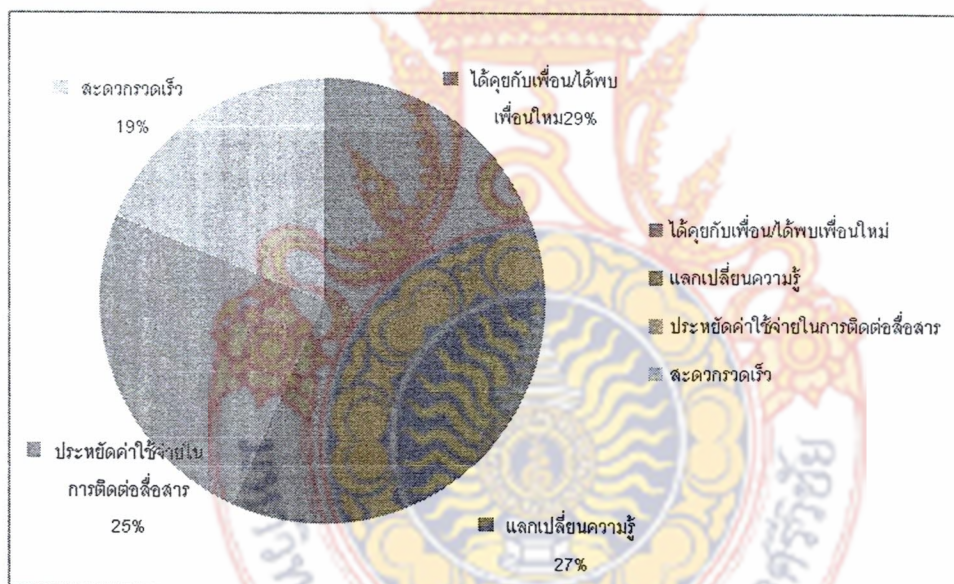 สะดวกรวดเร็ว
19%
ได้คุยกับเพื่อน/ได้พบ
เพื่อนใหม่29%
ได้คุยกับเพื่อน/ได้พบเพื่อนใหม่
แลกเปลี่ยนความรู้
ประหยัดค่าใช้จ่ายในการติดต่อสื่อสาร
สะดวกรวดเร็ว
ประหยัดค่าใช้จ่ายใน
การติดต่อสื่อสาร
25%
แลกเปลี่ยนความรู้
27%